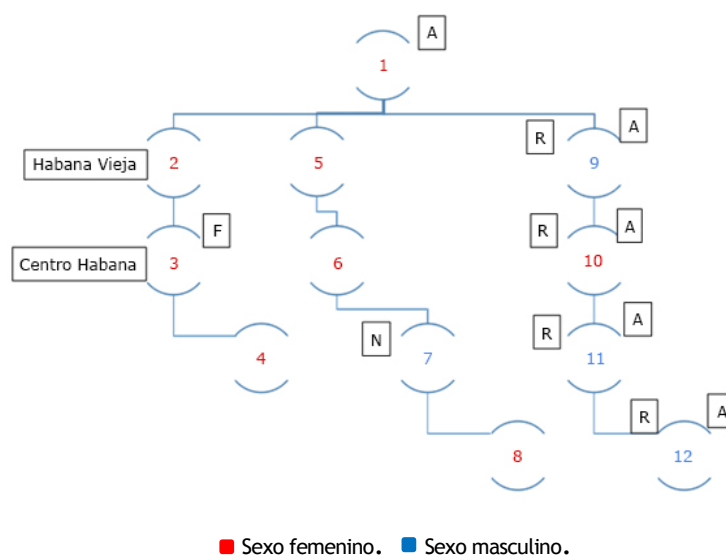 A
1
R
A
Habana Vieja
2
5
9
F
R
A
Centro Habana
3
6
10
N
R
A
4
7
11
R
A
8
12
Sexo femenino. Sexo masculino.